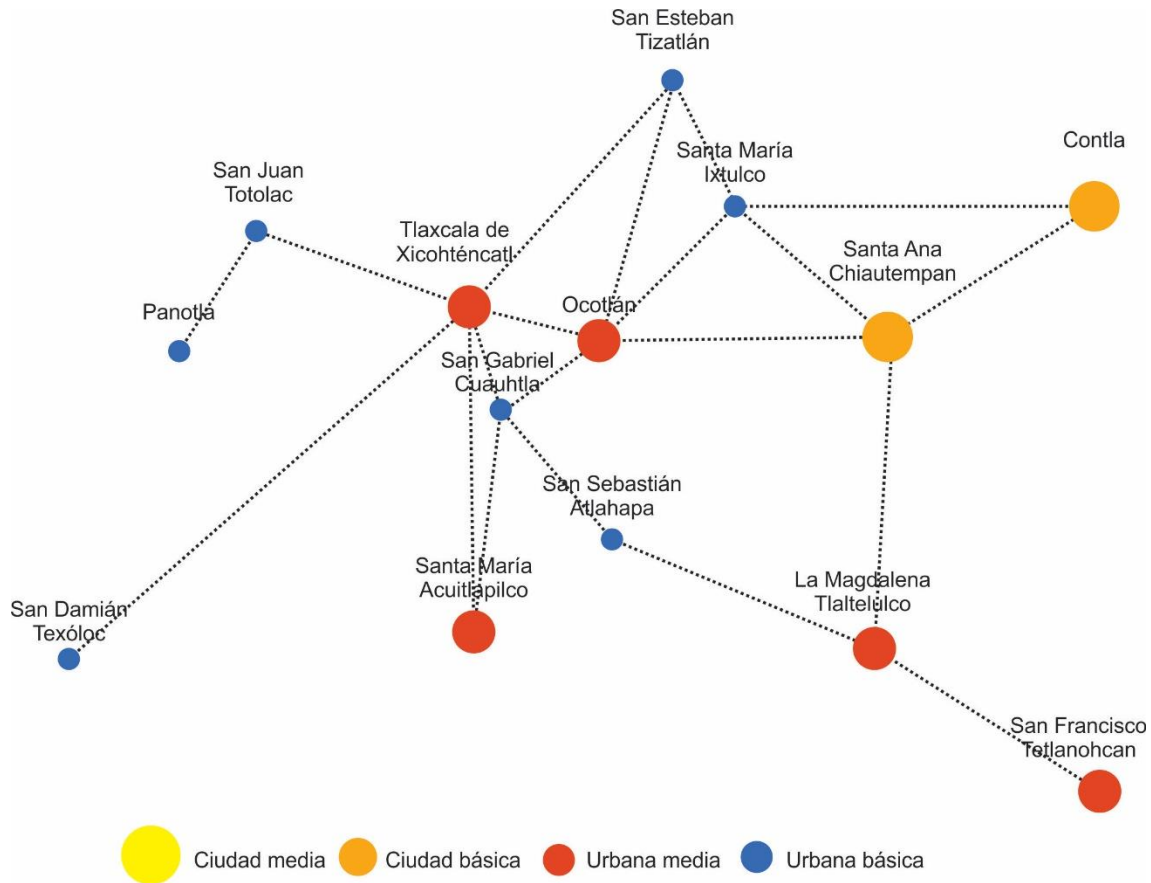 San Esteban
Tizatlán
Santa María
Ixtulco
Contla
San Juan
Totolac
Tlaxcala de
Xicohténcatl
Santa Ana
Chiautempan
Panotla
Ocotlán
San Gabriel
Cuauhtla
San Sebastián
Atlahapa
Santa María
Acuitlapilco
La Magdalena
Tlaltelulco
San Damián
Texóloc
San Francisco
Tetlanohcan
Ciudad media
Ciudad básica
Urbana media
Urbana básica